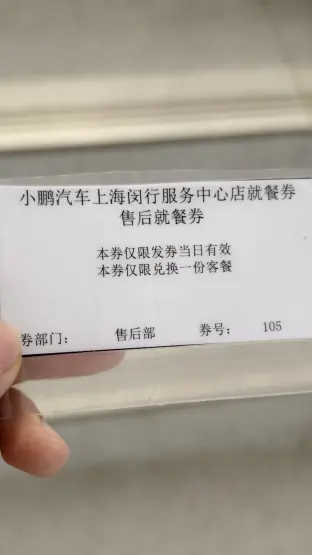 小鹏汽车上海闵行服务中心店就餐券
售后就餐券
本券仅限发券当日有效
本券仅限兑换一份客餐
券部门： 售后部 券号： 105